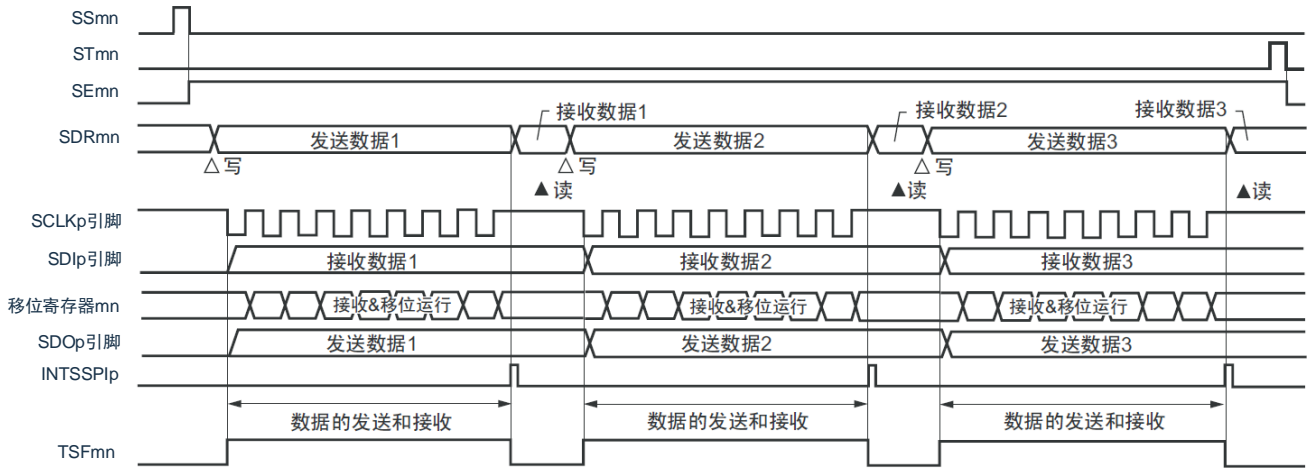 SSmn
STmn
SEmn
接收数据1 接收数据2 接收数据3
SDRmn 发送数据1 发送数据2 发送数据3
△写 △写 △写
▲读 ▲读 ▲读
SCLKp引脚
SDIp引脚 接收数据1 接收数据2 接收数据3
移位寄存器mn 接收&移位运行 接收&移位运行 接收&移位运行
SDOp引脚 发送数据1 发送数据2 发送数据3
INTSSPIp
数据的发送和接收 数据的发送和接收 数据的发送和接收
TSFmn